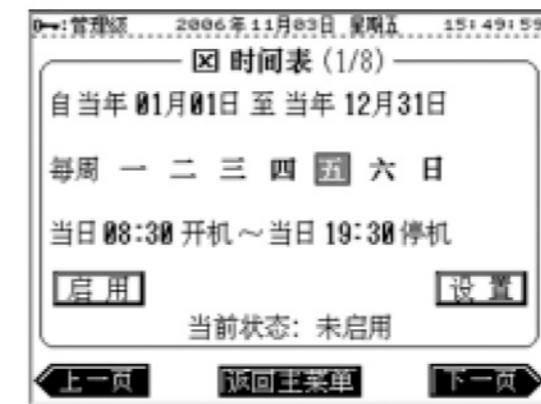 :管理级 2006年11月03日 星期五 15:49:59
时间表 (1/8)
自当年 01月01日 至 当年 12月31日
每周 一 二 三 四 五 六 日
当日 08:30 开机 ~ 当日 19:30 停机
启用 设置
当前状态: 未启用
上一页 返回主菜单 下一页